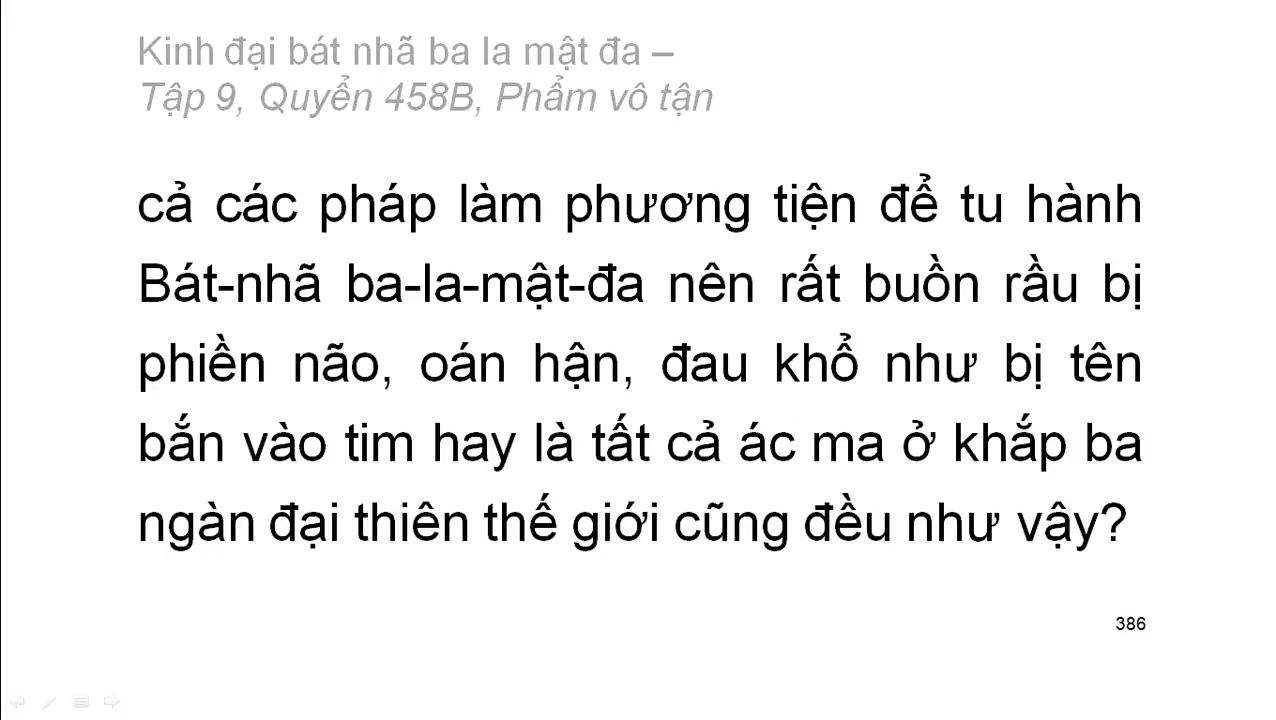 Kinh đại bát nhã ba la mật đa –
Tập 9, Quyển 458B, Phẩm vô tận
cả các pháp làm phương tiện để tu hành
Bát-nhã ba-la-mật-đa nên rất buồn rầu bị
phiền não, oán hận, đau khổ như bị tên
bắn vào tim hay là tất cả ác ma ở khắp ba
ngàn đại thiên thế giới cũng đều như vậy?
386